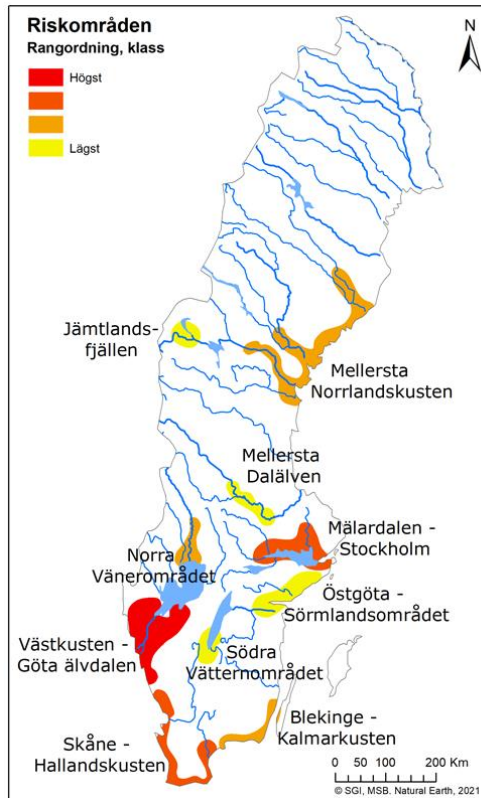 Riskområden
Rangordning, klass
Högst
Lägst
N
Jämtlands-
fjällen
Mellersta
Norrlandskusten
Mellersta
Dalälven
Mälardalen -
Stockholm
Norra
Vänerområdet
Östgöta -
Sörmlandsområdet
Västkusten -
Göta älvdalen
Södra
Vätternområdet
Blekinge -
Kalmarkusten
Skåne -
Hallandskusten
0 50 100 200 Km
© SGI, MSB. Natural Earth, 2021